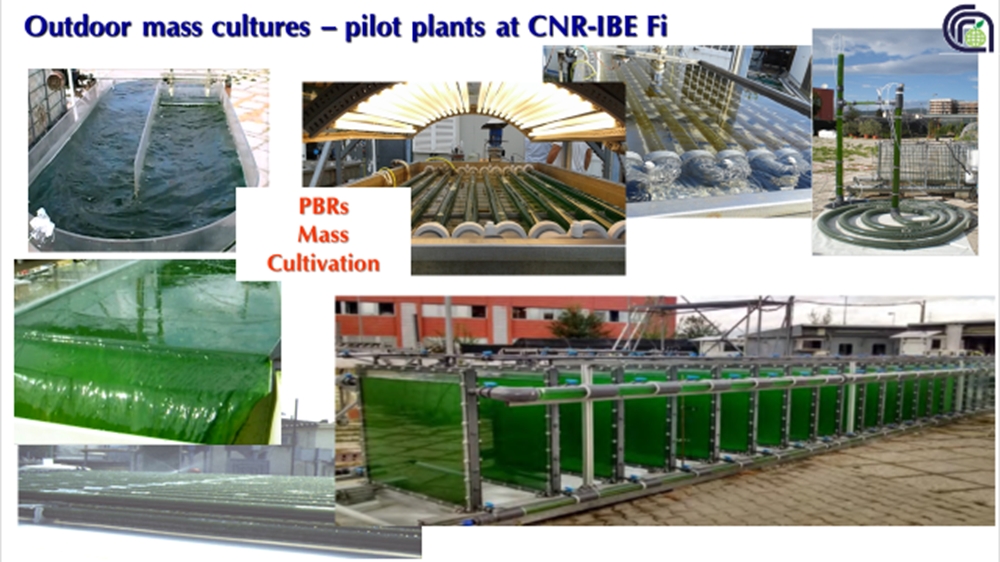 Outdoor mass cultures – pilot plants at CNR-IBE Fi
PBRs
Mass
Cultivation